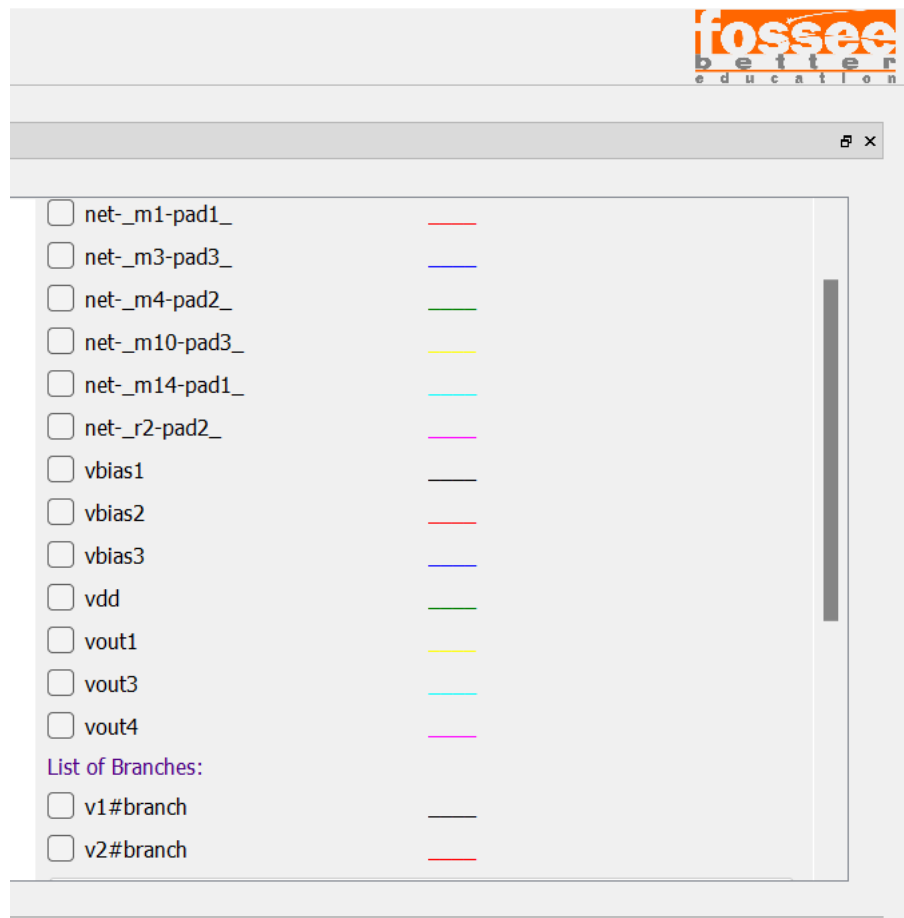 fossee
better
education
net-_m1-pad1_
net-_m3-pad3_
net-_m4-pad2_
net-_m10-pad3_
net-_m14-pad1_
net-_r2-pad2_
vbias1
vbias2
vbias3
vdd
vout1
vout3
vout4
List of Branches:
v1#branch
v2#branch